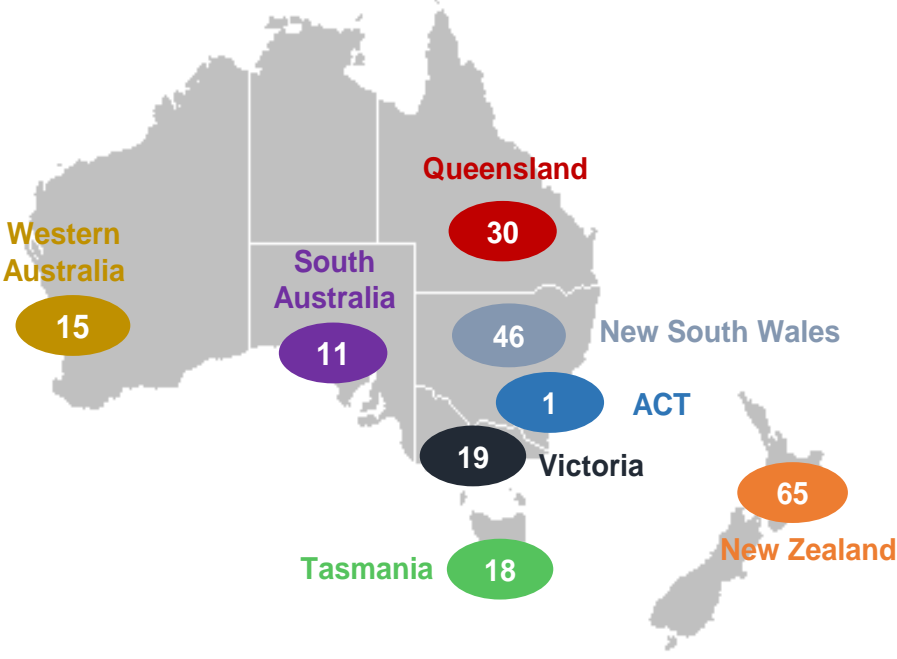 Queensland
30
Western
Australia
15
South
Australia
11
46
New South Wales
1
ACT
19
Victoria
65
New Zealand
Tasmania
18